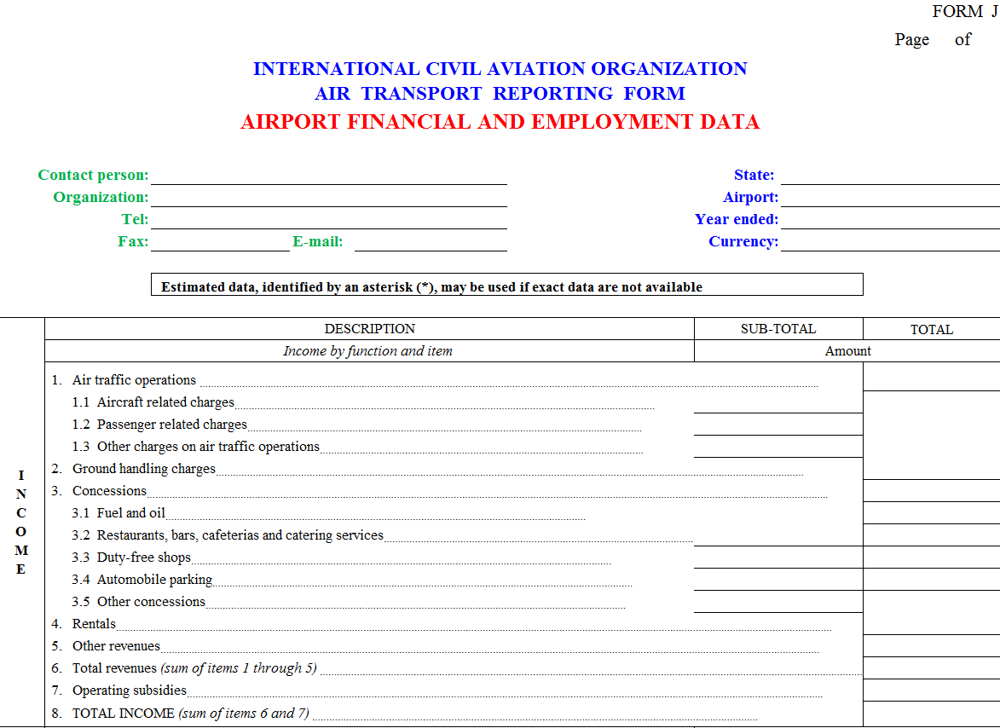 FORM J
Page of
INTERNATIONAL CIVIL AVIATION ORGANIZATION
AIR TRANSPORT REPORTING FORM
AIRPORT FINANCIAL AND EMPLOYMENT DATA
Contact person: State:
Organization: Airport:
Tel: Year ended:
Fax: E-mail: Currency:
Estimated data, identified by an asterisk (*), may be used if exact data are not available
DESCRIPTION SUB-TOTAL TOTAL
Income by function and item Amount
INCOME
1. Air traffic operations
1.1 Aircraft related charges
1.2 Passenger related charges
1.3 Other charges on air traffic operations
2. Ground handling charges
3. Concessions
3.1 Fuel and oil
3.2 Restaurants, bars, cafeterias and catering services
3.3 Duty-free shops
3.4 Automobile parking
3.5 Other concessions
4. Rentals
5. Other revenues
6. Total revenues (sum of items 1 through 5)
7. Operating subsidies
8. TOTAL INCOME (sum of items 6 and 7)